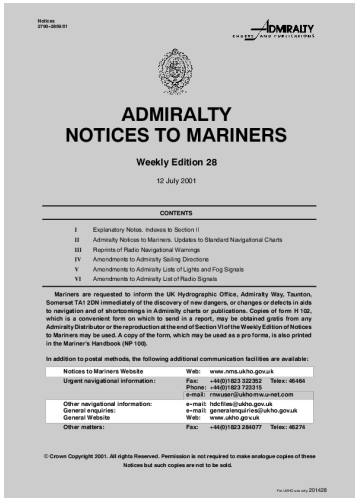 Notices
2790–2859/01
ADMIRALTY
CHARTS AND PUBLICATIONS
ADMIRALTY
NOTICES TO MARINERS
Weekly Edition 28
12 July 2001
CONTENTS
I Explanatory Notes. Indexes to Section II
II Admiralty Notices to Mariners. Updates to Standard Navigational Charts
III Reprints of Radio Navigational Warnings
IV Amendments to Admiralty Sailing Directions
V Amendments to Admiralty Lists of Lights and Fog Signals
VI Amendments to Admiralty List of Radio Signals
Mariners are requested to inform the UK Hydrographic Office, Admiralty Way, Taunton,
Somerset TA1 2DN immediately of the discovery of new dangers, or changes or defects in aids
to navigation and of shortcomings in Admiralty charts or publications. Copies of form H 102,
which is a convenient form on which to send in a report, may be obtained gratis from any
Admiralty Distributor or the reproduction at the end of Section VI of the Weekly Edition of Notices
to Mariners may be used. A copy of the form, which may be used as a pro forma, is also printed
in the Mariner's Handbook (NP 100).
In addition to postal methods, the following additional communication facilities are available:
Notices to Mariners Website Web: www.nms.ukho.gov.uk
Urgent navigational information: Fax: +44(0)1823 322352 Telex: 46464
Phone: +44(0)1823 723315
e–mail: rnwuser@ukhornw.u–net.com
Other navigational information: e–mail: hdcfiles@ukho.gov.uk
General enquiries: e–mail: generalenquiries@ukho.gov.uk
General Website Web: www.ukho.gov.uk
Other matters: Fax: +44(0)1823 284077 Telex: 46274
© Crown Copyright 2001. All rights Reserved. Permission is not required to make analogue copies of these
Notices but such copies are not to be sold.
For UKHO use only 201428